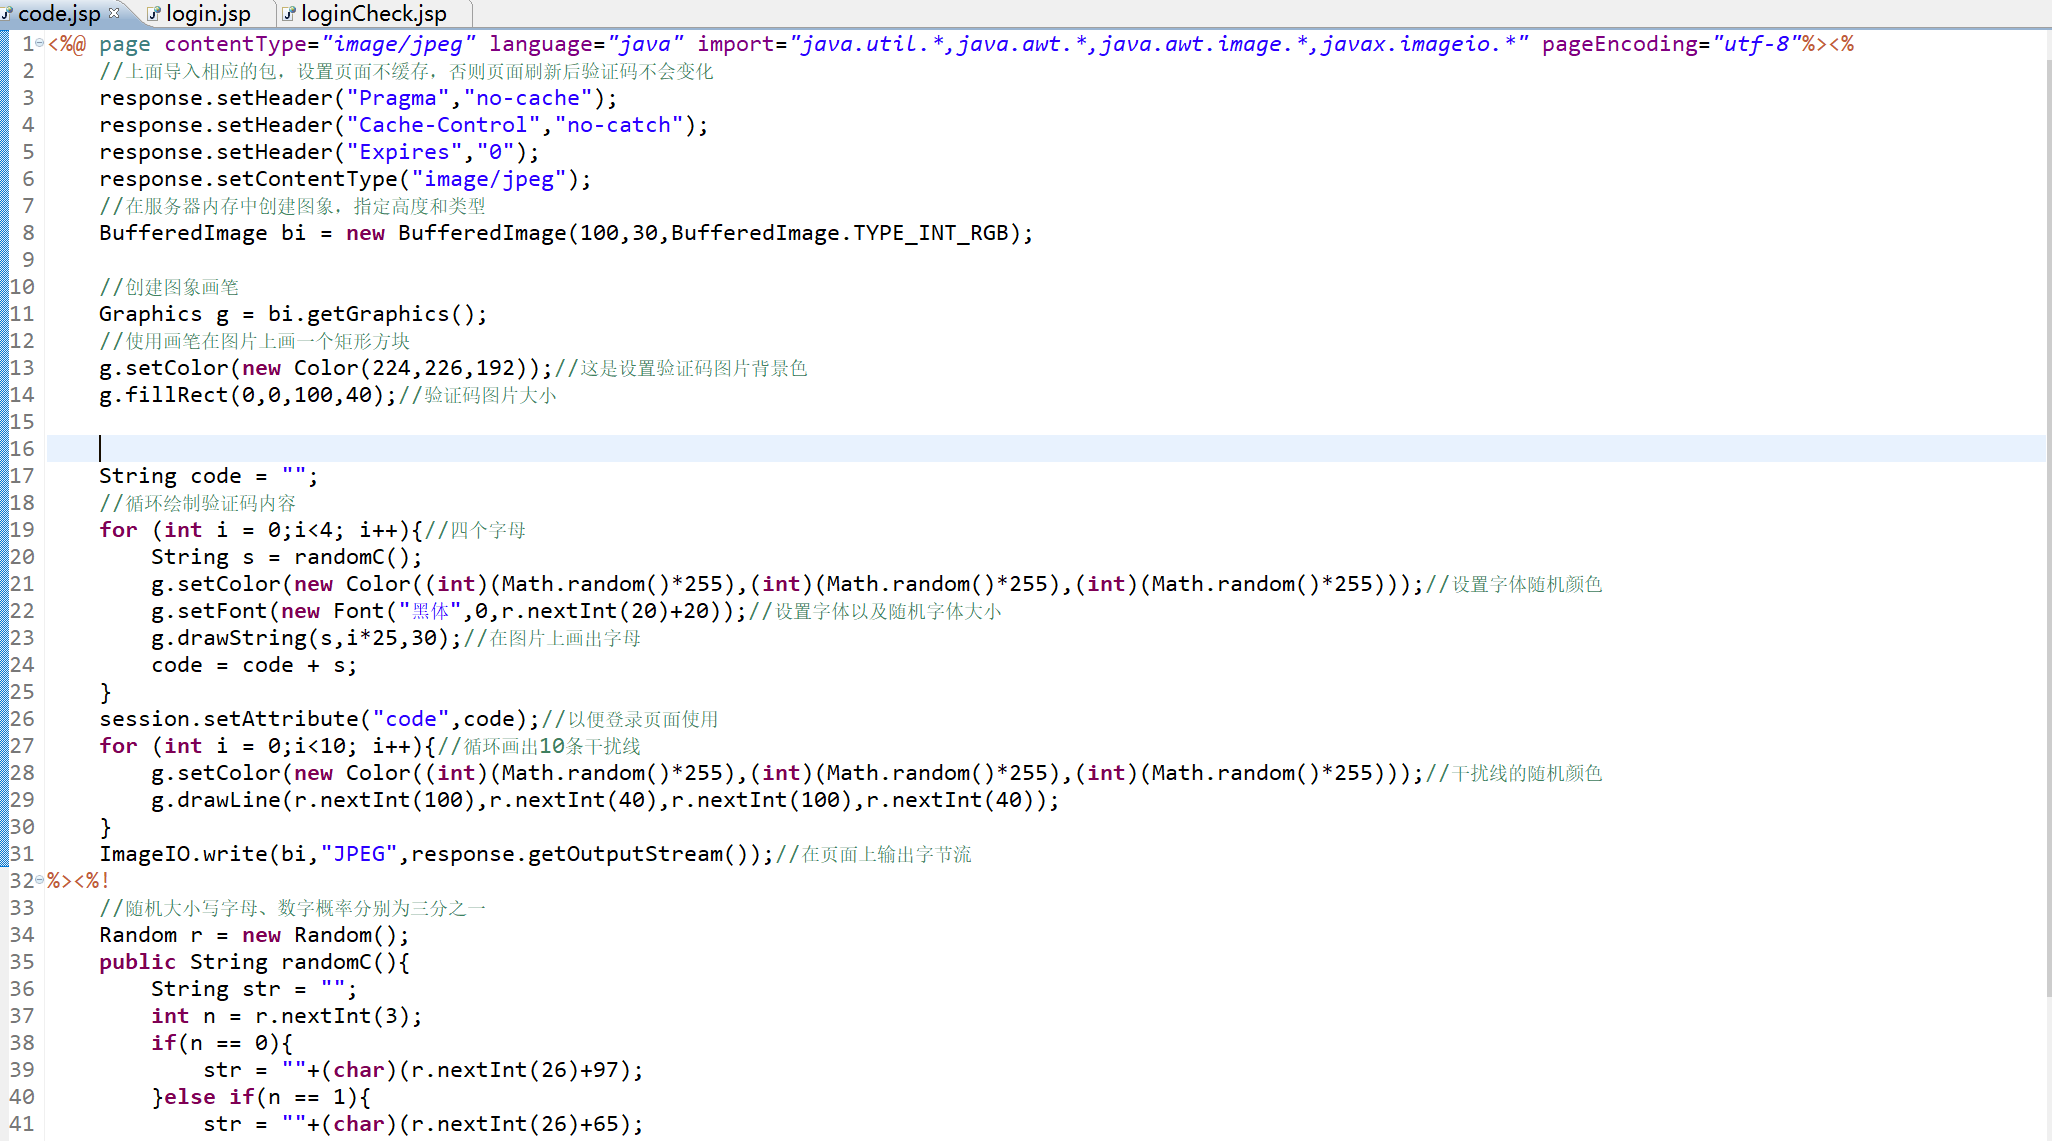 code.jsp login.jsp loginCheck.jsp
1 <%@ page contentType="image/jpeg" language="java" import="java.util.*,java.awt.*,java.awt.image.*,javax.imageio.*" pageEncoding="utf-8"%><%
2 //上面导入相应的包，设置页面不缓存，否则页面刷新后验证码不会变化
3 response.setHeader("Pragma","no-cache");
4 response.setHeader("Cache-Control","no-catch");
5 response.setHeader("Expires","0");
6 response.setContentType("image/jpeg");
7 //在服务器内存中创建图象，指定高度和类型
8 BufferedImage bi = new BufferedImage(100,30,BufferedImage.TYPE_INT_RGB);
9
10 //创建图象画笔
11 Graphics g = bi.getGraphics();
12 //使用画笔在图片上画一个矩形方块
13 g.setColor(new Color(224,226,192));//这是设置验证码图片背景色
14 g.fillRect(0,0,100,40);//验证码图片大小
15
16
17 String code = "";
18 //循环绘制验证码内容
19 for (int i = 0;i<4; i++){//四个字母
20 String s = randomC();
21 g.setColor(new Color((int)(Math.random()*255),(int)(Math.random()*255),(int)(Math.random()*255)));//设置字体随机颜色
22 g.setFont(new Font("黑体",0,r.nextInt(20)+20));//设置字体以及随机字体大小
23 g.drawString(s,i*25,30);//在图片上画出字母
24 code = code + s;
25 }
26 session.setAttribute("code",code);//以便登录页面使用
27 for (int i = 0;i<10; i++){//循环画出10条干扰线
28 g.setColor(new Color((int)(Math.random()*255),(int)(Math.random()*255),(int)(Math.random()*255)));//干扰线的随机颜色
29 g.drawLine(r.nextInt(100),r.nextInt(40),r.nextInt(100),r.nextInt(40));
30 }
31 ImageIO.write(bi,"JPEG",response.getOutputStream());//在页面上输出字节流
32 %><%!
33 //随机大小写字母、数字概率分别为三分之一
34 Random r = new Random();
35 public String randomC(){
36 String str = "";
37 int n = r.nextInt(3);
38 if(n == 0){
39 str = ""+(char)(r.nextInt(26)+97);
40 }else if(n == 1){
41 str = ""+(char)(r.nextInt(26)+65);